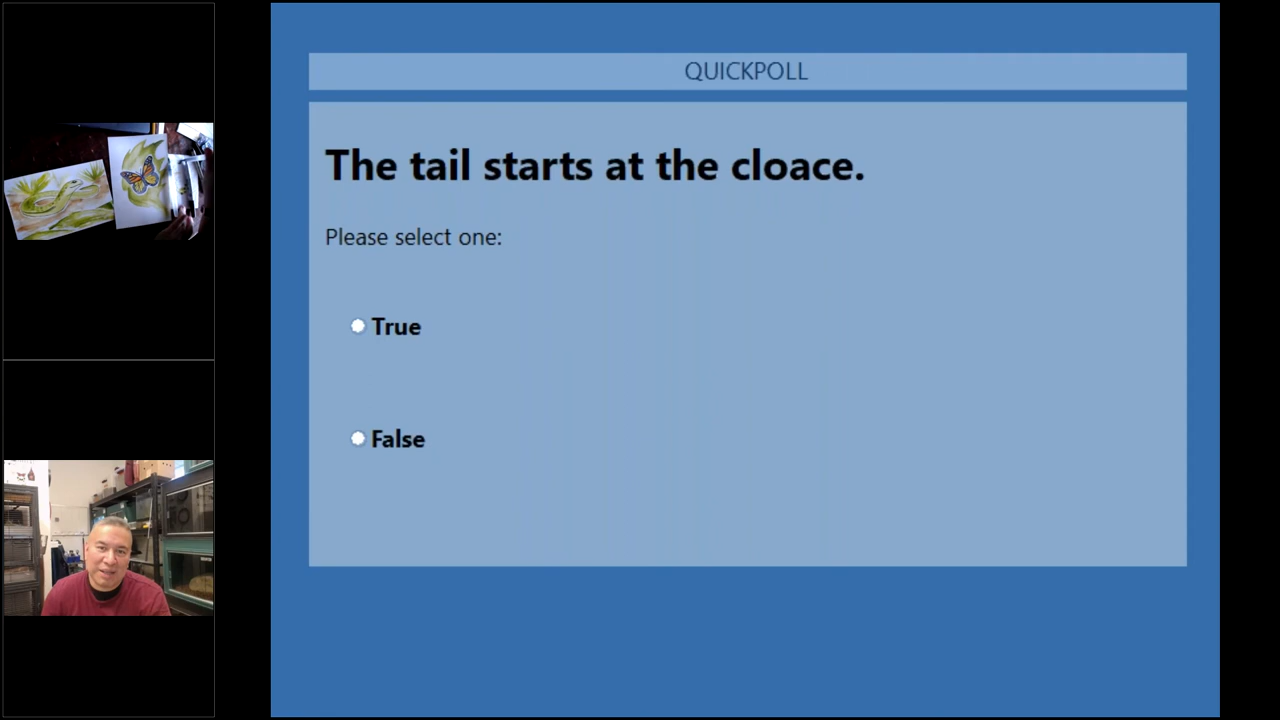 QUICKPOLL
The tail starts at the cloace.
Please select one:
True
False